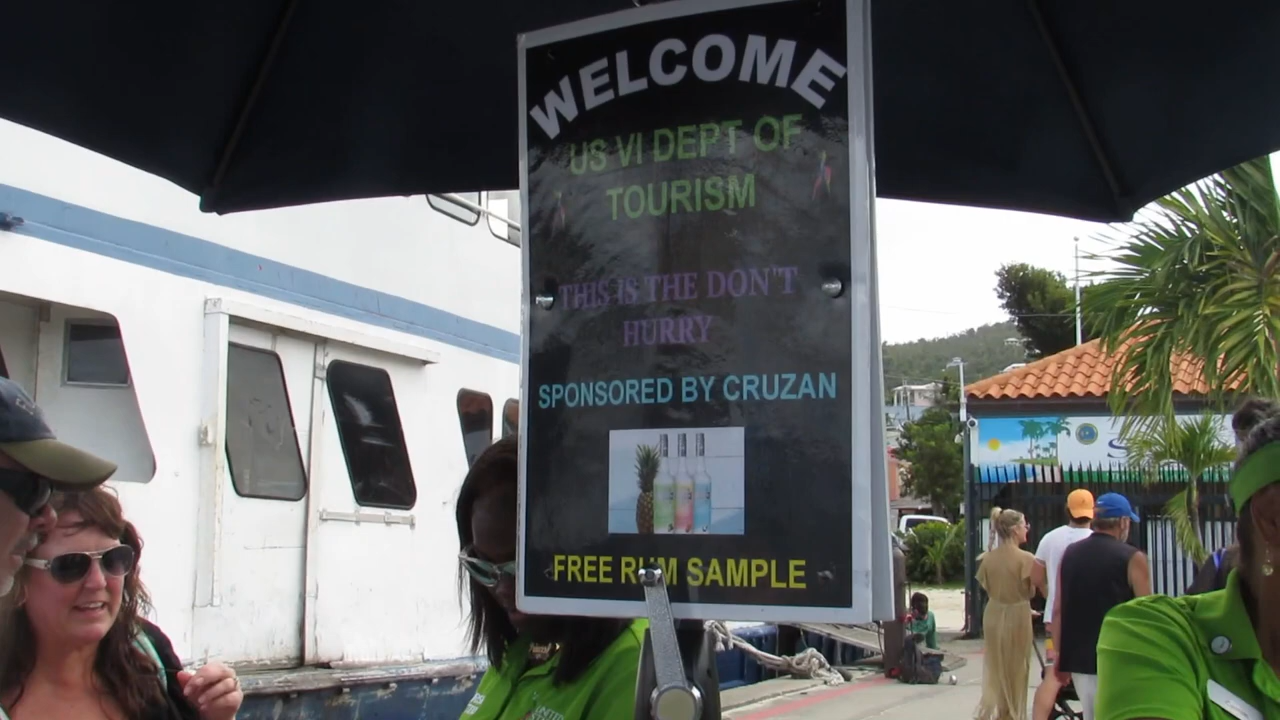 WELCOME
US VI DEPT OF
TOURISM
THIS IS THE DON'T
HURRY
SPONSORED BY CRUZAN
FREE RUM SAMPLE